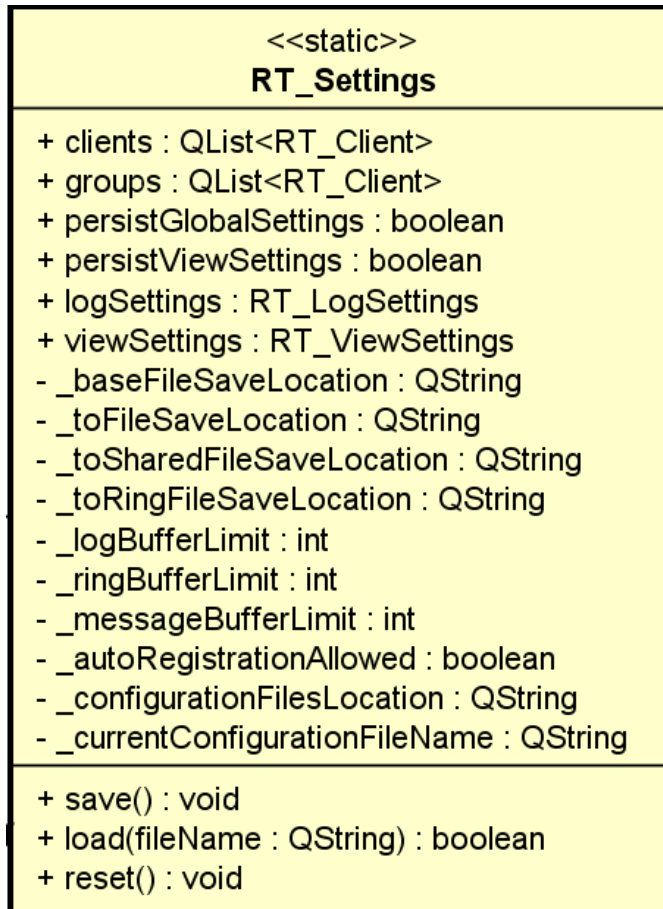 <<static>>
RT_Settings
+ clients : QList<RT_Client>
+ groups : QList<RT_Client>
+ persistGlobalSettings : boolean
+ persistViewSettings : boolean
+ logSettings : RT_LogSettings
+ viewSettings : RT_ViewSettings
- _baseFileSaveLocation : QString
- _toFileSaveLocation : QString
- _toSharedFileSaveLocation : QString
- _toRingFileSaveLocation : QString
- _logBufferLimit : int
- _ringBufferLimit : int
- _messageBufferLimit : int
- _autoRegistrationAllowed : boolean
- _configurationFilesLocation : QString
- _currentConfigurationFileName : QString
+ save() : void
+ load(fileName : QString) : boolean
+ reset() : void